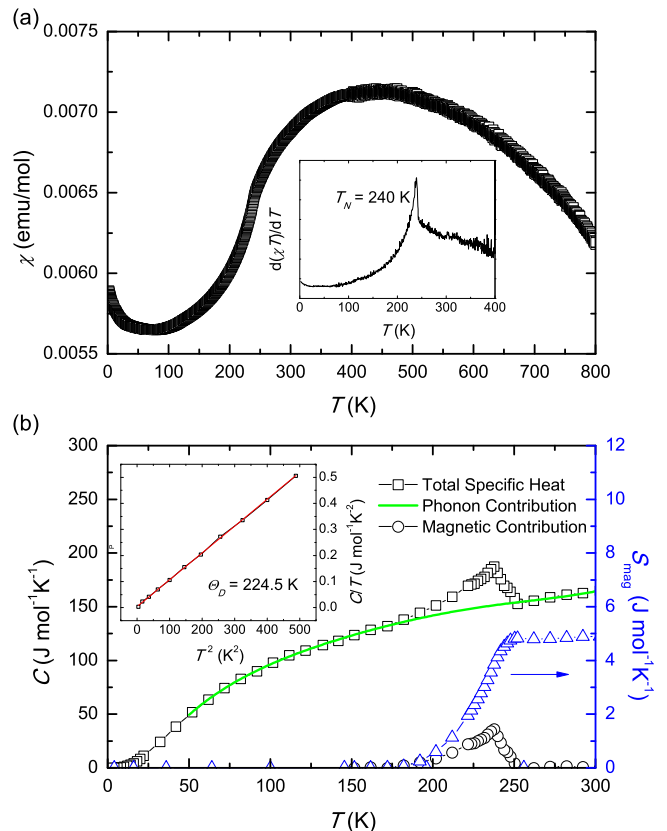 (a)
0.0075
0.0070
0.0065
0.0060
0.0055
χ (emu/mol)
0 100 200 300 400 500 600 700 800
T (K)
T_N = 240 K
d(χT)/dT
0 100 200 300 400
T (K)
(b)
300
250
200
150
100
50
0
C (J mol⁻¹K⁻¹)
0 50 100 150 200 250 300
T (K)
12
10
8
6
4
2
0
S_mag (J mol⁻¹K⁻¹)
Total Specific Heat
Phonon Contribution
Magnetic Contribution
Θ_D = 224.5 K
0.5
0.4
0.3
0.2
0.1
0.0
C/T (J mol⁻¹K⁻²)
0 100 200 300 400 500
T² (K²)